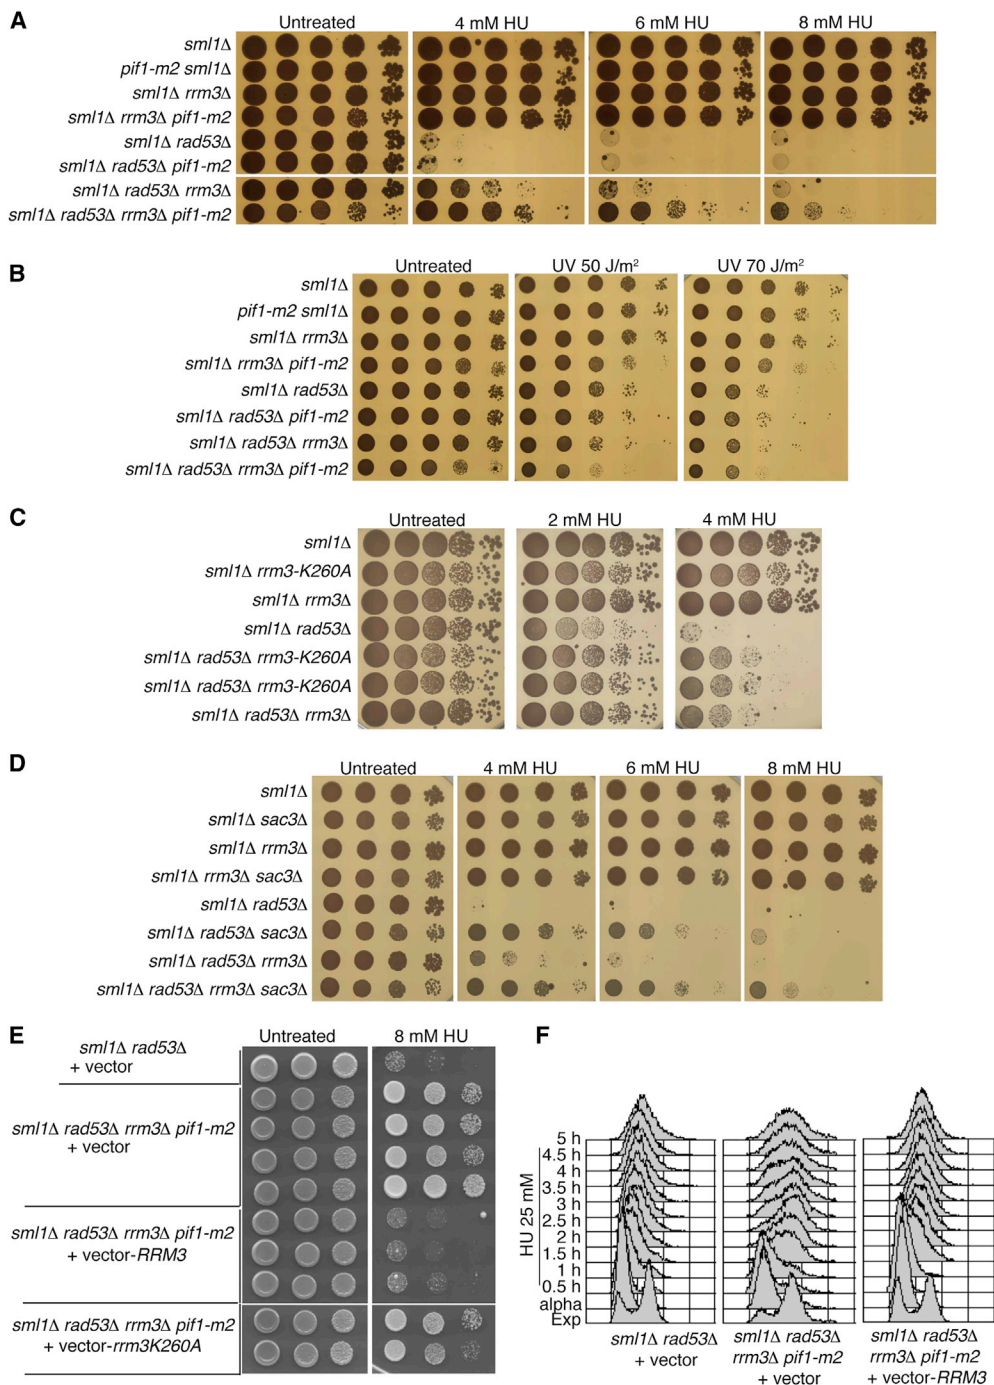 A
Untreated
4 mM HU
6 mM HU
8 mM HU
sml1Δ
pif1-m2 sml1Δ
sml1Δ rrm3Δ
sml1Δ rrm3Δ pif1-m2
sml1Δ rad53Δ
sml1Δ rad53Δ pif1-m2
sml1Δ rad53Δ rrm3Δ
sml1Δ rad53Δ rrm3Δ pif1-m2
B
Untreated
UV 50 J/m²
UV 70 J/m²
sml1Δ
pif1-m2 sml1Δ
sml1Δ rrm3Δ
sml1Δ rrm3Δ pif1-m2
sml1Δ rad53Δ
sml1Δ rad53Δ pif1-m2
sml1Δ rad53Δ rrm3Δ
sml1Δ rad53Δ rrm3Δ pif1-m2
C
Untreated
2 mM HU
4 mM HU
sml1Δ
sml1Δ rrm3-K260A
sml1Δ rrm3Δ
sml1Δ rad53Δ
sml1Δ rad53Δ rrm3-K260A
sml1Δ rad53Δ rrm3-K260A
sml1Δ rad53Δ rrm3Δ
D
Untreated
4 mM HU
6 mM HU
8 mM HU
sml1Δ
sml1Δ sac3Δ
sml1Δ rrm3Δ
sml1Δ rrm3Δ sac3Δ
sml1Δ rad53Δ
sml1Δ rad53Δ sac3Δ
sml1Δ rad53Δ rrm3Δ
sml1Δ rad53Δ rrm3Δ sac3Δ
E
Untreated
8 mM HU
sml1Δ rad53Δ
+ vector
sml1Δ rad53Δ rrm3Δ pif1-m2
+ vector
sml1Δ rad53Δ rrm3Δ pif1-m2
+ vector-RRM3
sml1Δ rad53Δ rrm3Δ pif1-m2
+ vector-rrm3K260A
F
HU 25 mM
5 h
4.5 h
4 h
3.5 h
3 h
2.5 h
2 h
1.5 h
1 h
0.5 h
alpha
Exp
sml1Δ rad53Δ
+ vector
sml1Δ rad53Δ
rrm3Δ pif1-m2
+ vector
sml1Δ rad53Δ
rrm3Δ pif1-m2
+ vector-RRM3